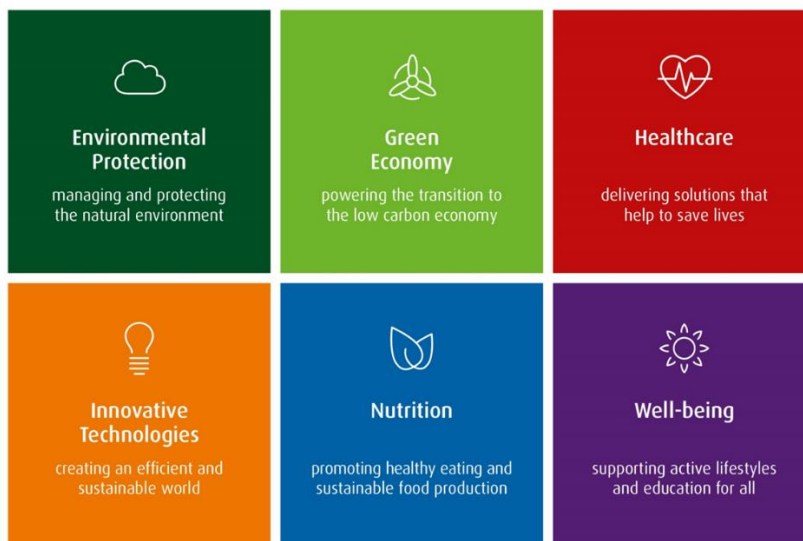 Environmental
Protection
managing and protecting
the natural environment
Green
Economy
powering the transition to
the low carbon economy
Healthcare
delivering solutions that
help to save lives
Innovative
Technologies
creating an efficient and
sustainable world
Nutrition
promoting healthy eating and
sustainable food production
Well-being
supporting active lifestyles
and education for all